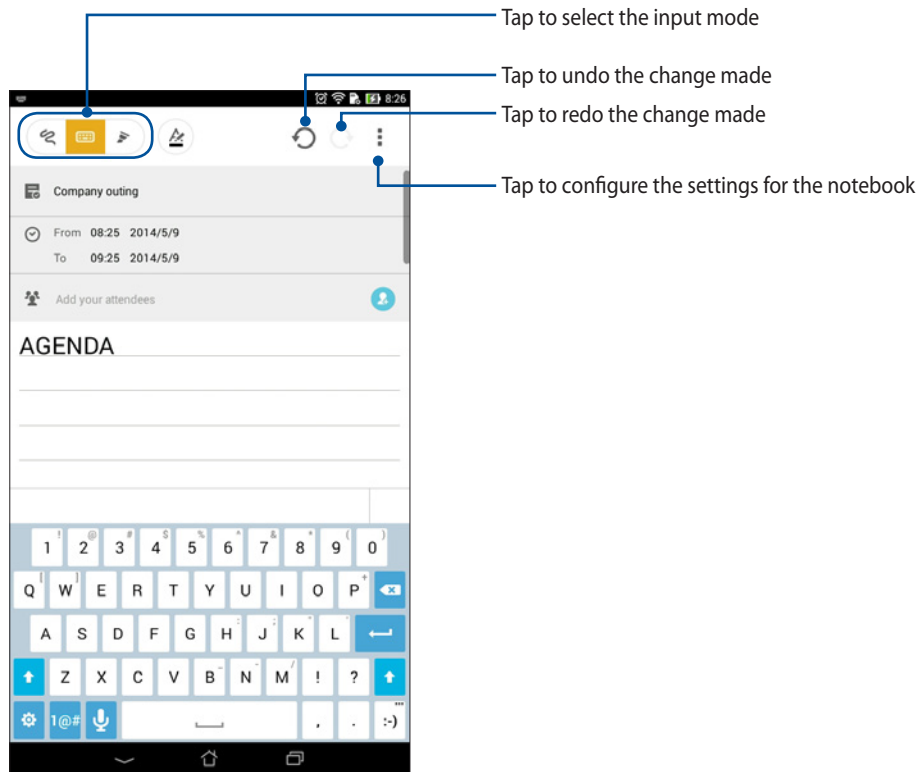 Tap to select the input mode
Tap to undo the change made
8:26
Tap to redo the change made
Tap to configure the settings for the notebook
Company outing
From 08:25 2014/5/9
To 09:25 2014/5/9
Add your attendees
AGENDA
! @ # $ % ^ & * ( )
1 2 3 4 5 6 7 8 9 0
[ ] +
Q W E R T Y U I O P
A S D F G H J K L
Z X C V B N M ! ?
1@# , . :-)